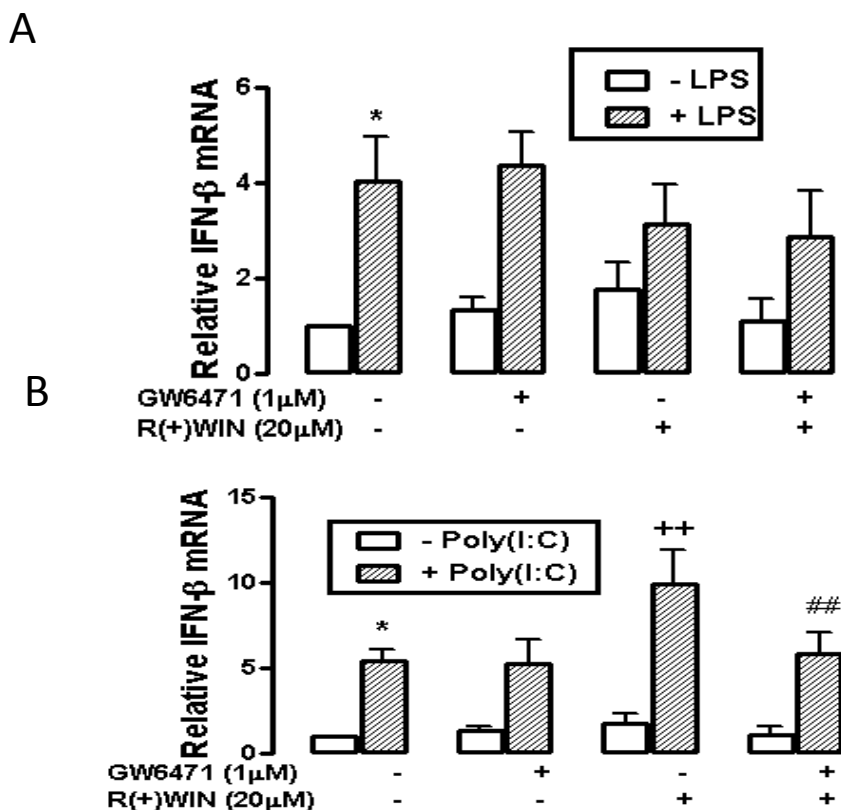 A
- LPS
+ LPS
Relative IFN-β mRNA
6
4
2
0
*
GW6471 (1μM) - + - +
R(+)WIN (20μM) - - + +
B
- Poly(I:C)
+ Poly(I:C)
Relative IFN-β mRNA
15
10
5
0
*
++
##
GW6471 (1μM) - + - +
R(+)WIN (20μM) - - + +